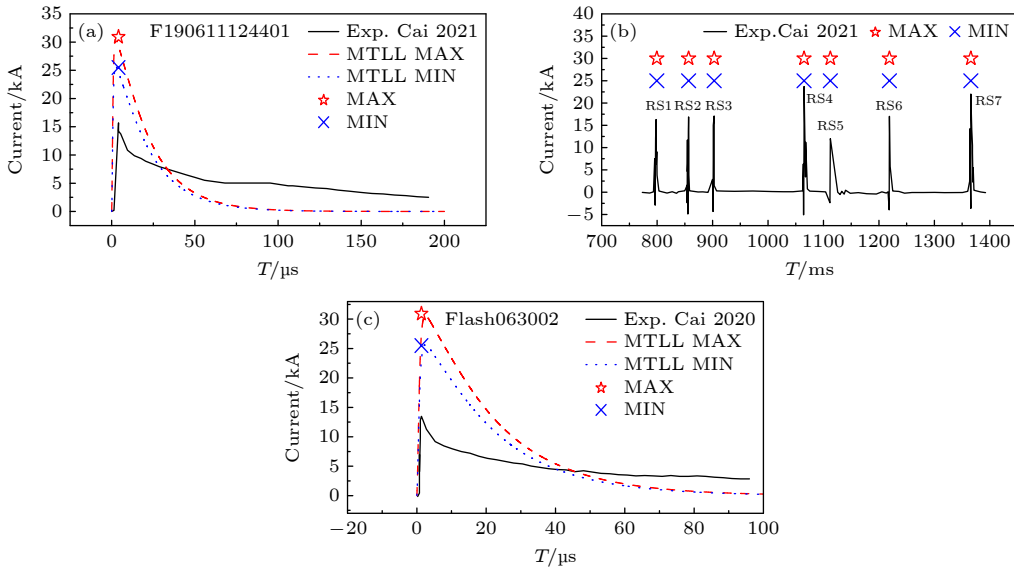 (a) F190611124401
Exp. Cai 2021
MTLL MAX
MTLL MIN
MAX
MIN
35
30
25
20
15
10
5
0
Current/kA
0 50 100 150 200
T/μs
(b) Exp.Cai 2021 MAX MIN
40
35
30
25
20
15
10
5
0
−5
Current/kA
RS1 RS2 RS3 RS4 RS5 RS6 RS7
700 800 900 1000 1100 1200 1300 1400
T/ms
(c) Flash063002
Exp. Cai 2020
MTLL MAX
MTLL MIN
MAX
MIN
30
25
20
15
10
5
0
Current/kA
−20 0 20 40 60 80 100
T/μs